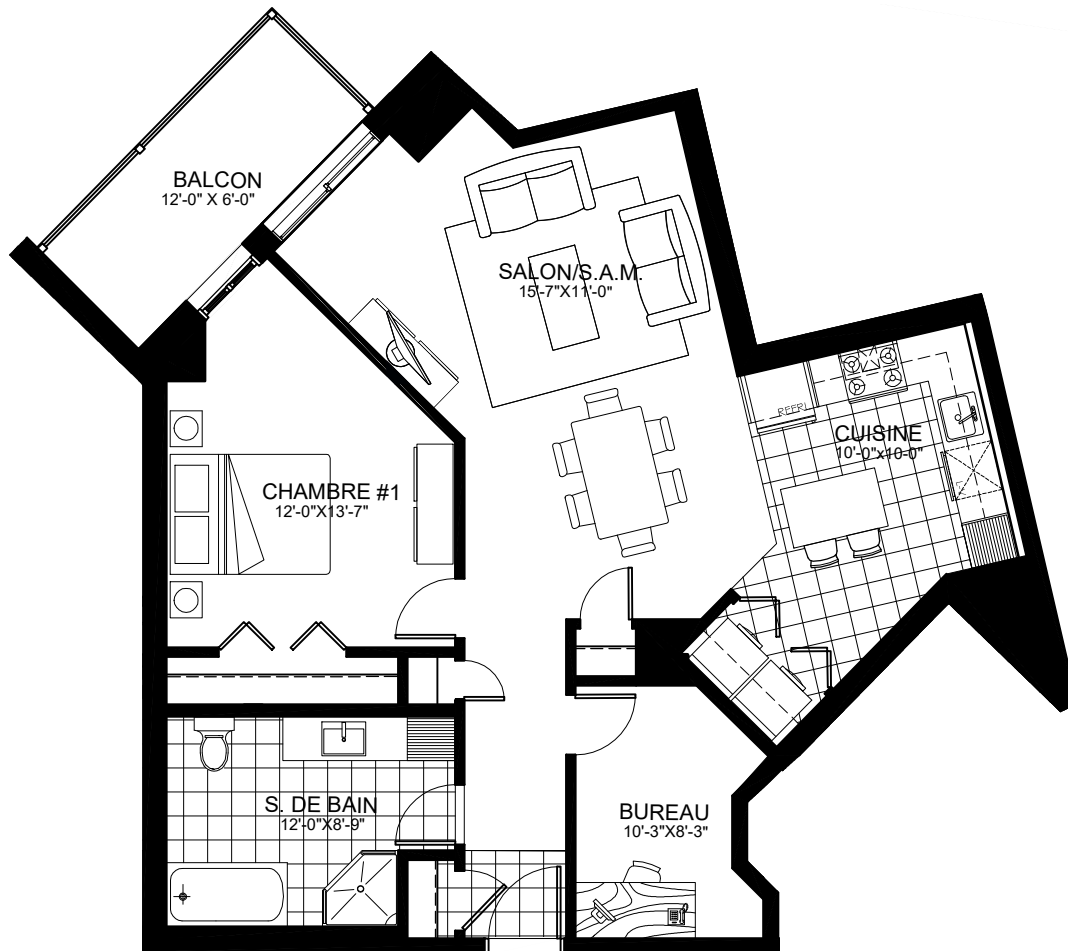 BALCON
12'-0" X 6'-0"
SALON/S.A.M.
15'-7"X11'-0"
REFRI.
CUISINE
10'-0"x10-0"
CHAMBRE #1
12'-0"X13'-7"
S. DE BAIN
12'-0"X8'-9"
BUREAU
10'-3"X8'-3"